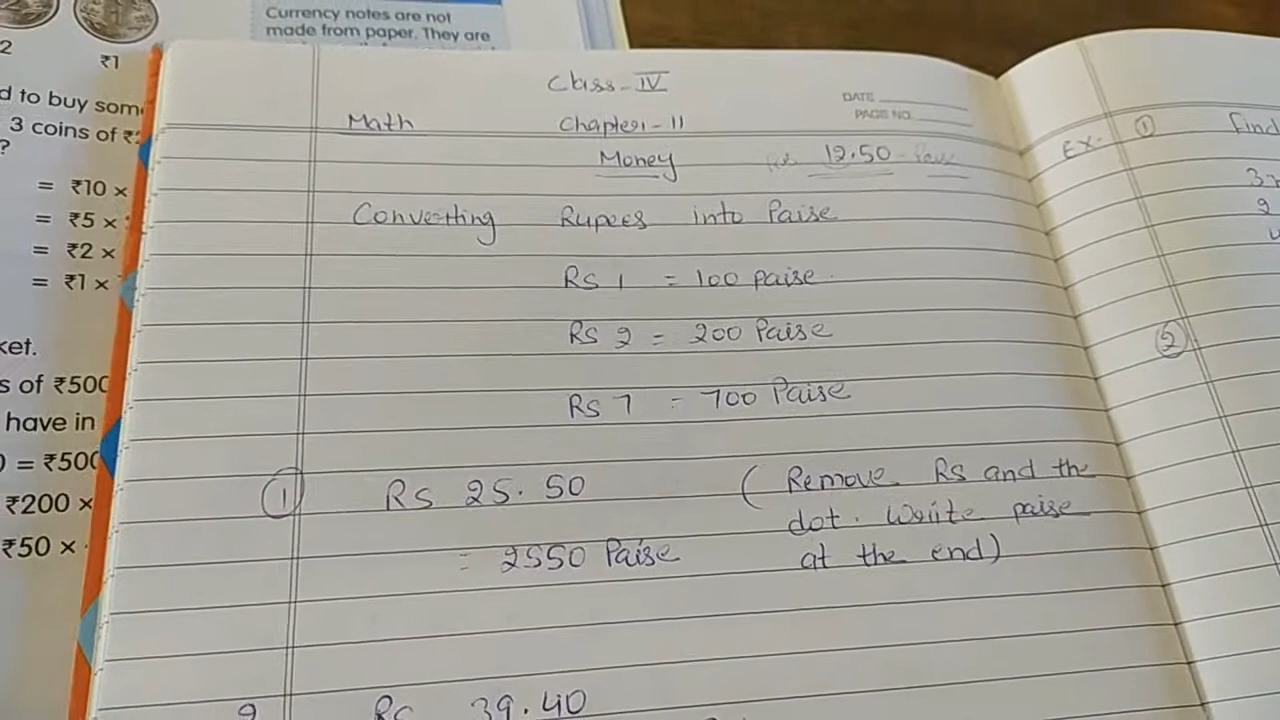 Currency notes are not
made from paper. They are
2
₹1
d to buy som
3 coins of ₹2
?
= ₹10 ×
= ₹5 ×
= ₹2 ×
= ₹1 ×
ket.
s of ₹500
have in
0 = ₹500
₹200 ×
₹50 ×
Class - IV
DATE
PAGE NO.
Math Chapter - 11
Money 12.50
Converting Rupees into Paise
Rs 1 = 100 paise.
Rs 2 = 200 Paise
Rs 7 = 700 Paise
1 Rs 25.50 ( Remove Rs and the
dot. Write paise
= 2550 Paise at the end)
2 Rs 39.40
Ex- 1 Find
2